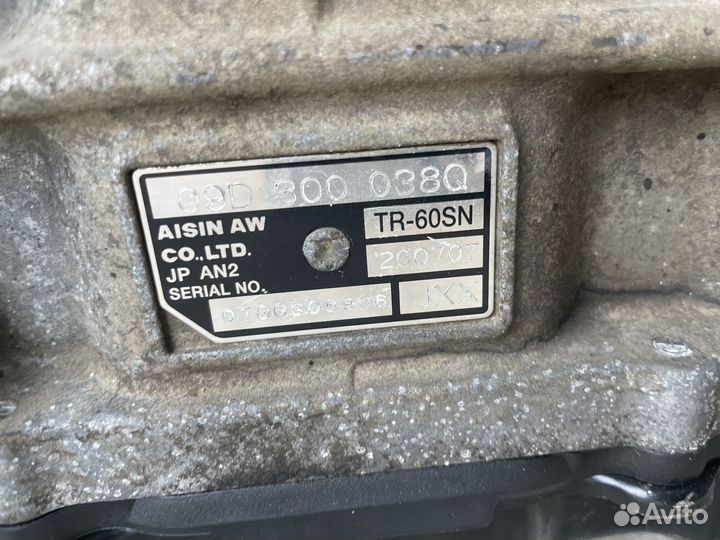 09D 300 038Q
AISIN AW
CO.,LTD.
JP AN2
SERIAL NO.
TR-60SN
200707
JXX
Avito